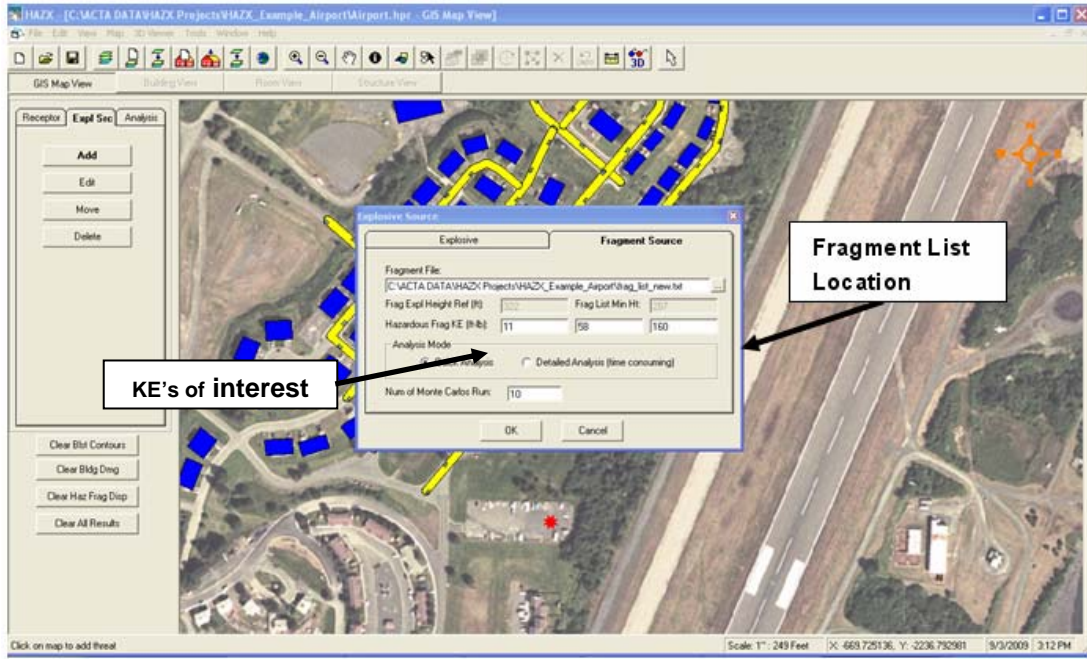 HAZX - [C:\ACTA DATA\HAZX Projects\HAZX_Example_Airport\Airport.hpr - GIS Map View]
File Edit View Map 3D Viewer Tools Window Help
3D
GIS Map View Building View Room View Structure View
Receptor Expl Src Analysis
Add
Edit
Move
Delete
Clear Blst Contours
Clear Bldg Dmg
Clear Haz Frag Disp
Clear All Results
Explosive Source
Explosive Fragment Source
Fragment File:
C:\ACTA DATA\HAZX Projects\HAZX_Example_Airport\frag_list_new.txt ...
Frag Expl Height Ref (ft): 322 Frag List Min Ht:
Hazardous Frag KE (ft-lb): 11 58 160
Analysis Mode
Analysis Detailed Analysis (time consuming)
Num of Monte Carlos Run: 10
OK Cancel
Fragment List
Location
KE's of interest
N
Click on map to add threat Scale: 1" : 249 Feet X: -669.725136, Y: -2236.792981 9/3/2009 3:12 PM